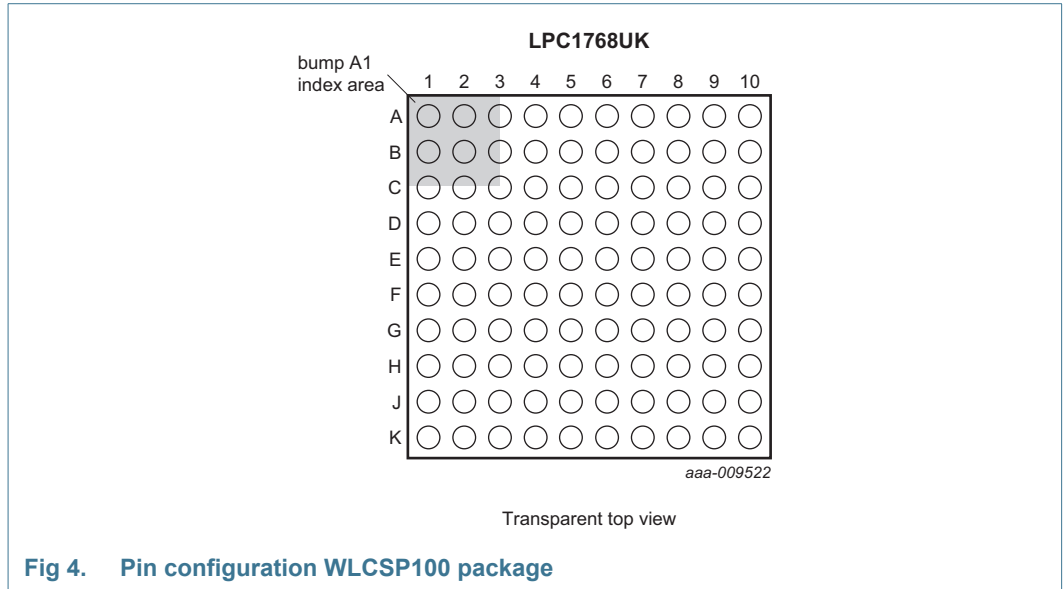 LPC1768UK
bump A1
index area
1 2 3 4 5 6 7 8 9 10
A
B
C
D
E
F
G
H
J
K
aaa-009522
Transparent top view
Fig 4. Pin configuration WLCSP100 package